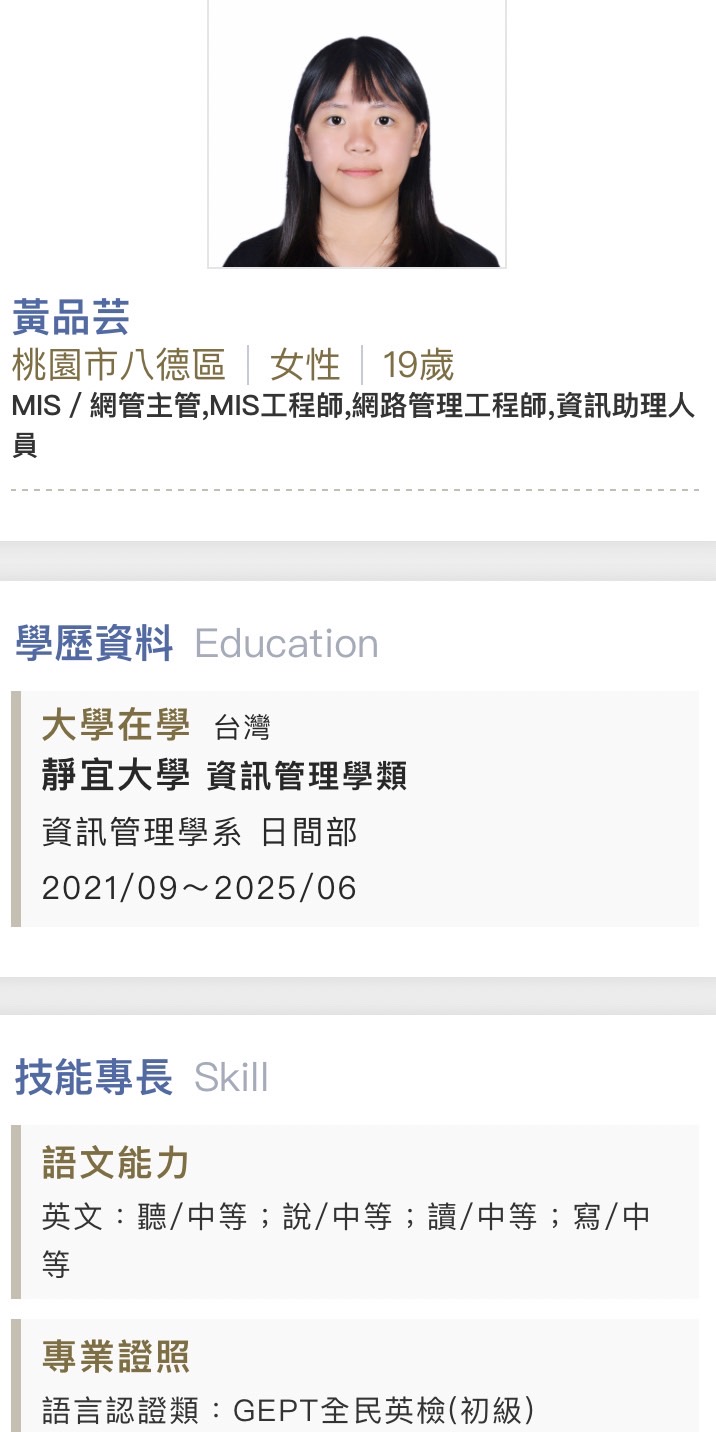 黃品芸
桃園市八德區 | 女性 | 19歲
MIS / 網管主管,MIS工程師,網路管理工程師,資訊助理人
員
學歷資料 Education
大學在學 台灣
靜宜大學 資訊管理學類
資訊管理學系 日間部
2021/09～2025/06
技能專長 Skill
語文能力
英文：聽/中等；說/中等；讀/中等；寫/中
等
專業證照
語言認證類：GEPT全民英檢(初級)